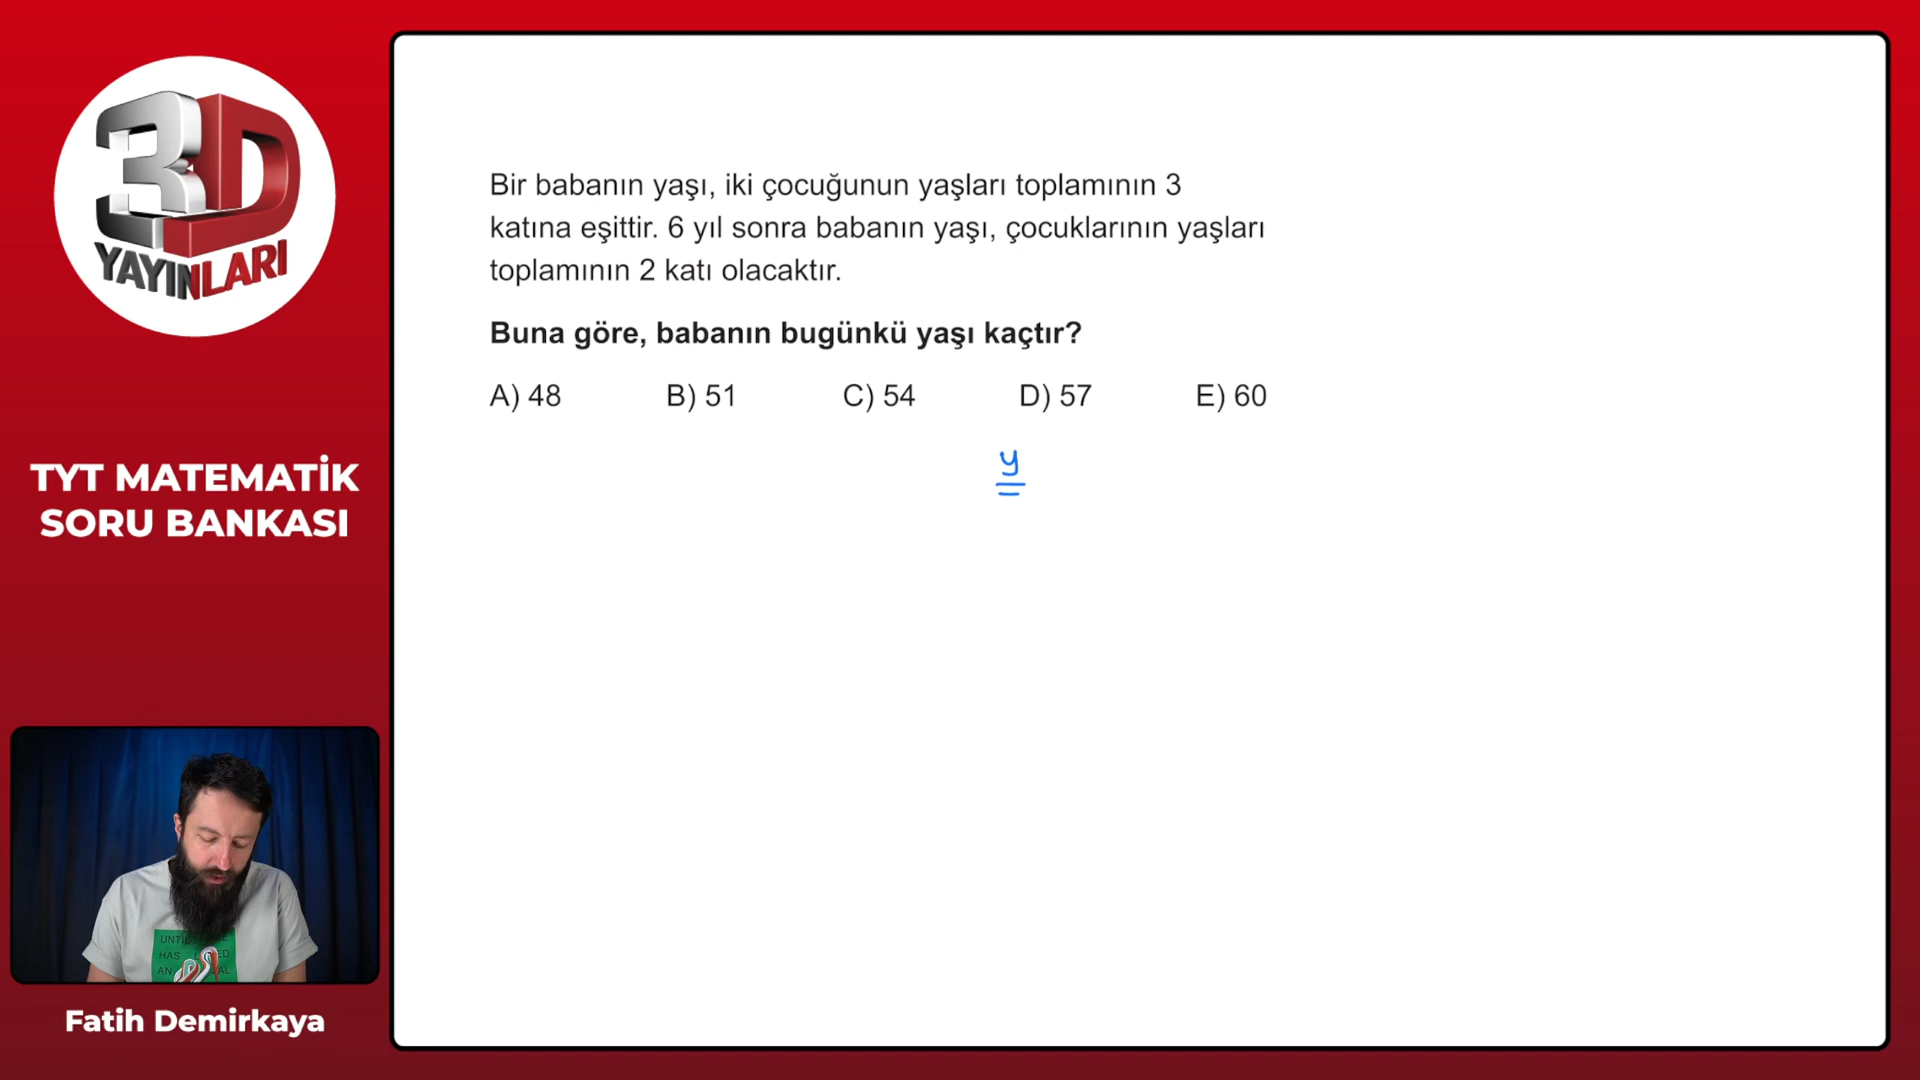 3D
YAYINLARI
TYT MATEMATİK
SORU BANKASI
Fatih Demirkaya
Bir babanın yaşı, iki çocuğunun yaşları toplamının 3
katına eşittir. 6 yıl sonra babanın yaşı, çocuklarının yaşları
toplamının 2 katı olacaktır.
Buna göre, babanın bugünkü yaşı kaçtır?
A) 48 B) 51 C) 54 D) 57 E) 60
y